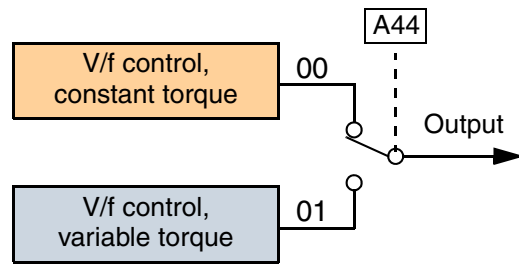 A44
V/f control,
constant torque
00
Output
V/f control,
variable torque
01